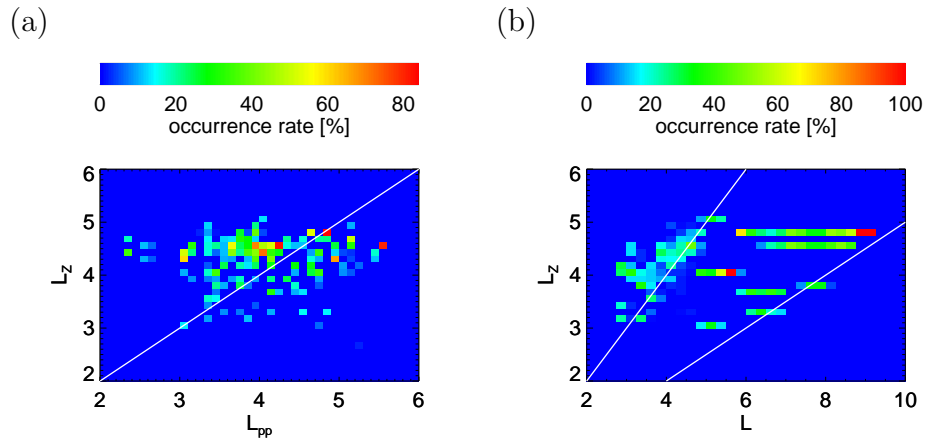 (a)
(b)
0 20 40 60 80
0 20 40 60 80 100
occurrence rate [%]
occurrence rate [%]
6
5
4
3
2
L_Z
2 3 4 5 6
L_pp
6
5
4
3
2
L_Z
2 4 6 8 10
L